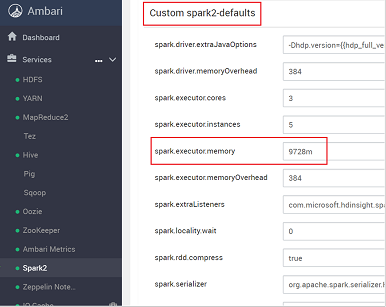 Ambari
Dashboard
Services
HDFS
YARN
MapReduce2
Tez
Hive
Pig
Sqoop
Oozie
ZooKeeper
Ambari Metrics
Spark2
Zeppelin Note..
Custom spark2-defaults
spark.driver.extraJavaOptions
-Dhdp.version={{hdp_full_ve
spark.driver.memoryOverhead
384
spark.executor.cores
3
spark.executor.instances
5
spark.executor.memory
9728m
spark.executor.memoryOverhead
384
spark.extraListeners
com.microsoft.hdinsight.spa
spark.locality.wait
0
spark.rdd.compress
true
spark.serializer
org.apache.spark.serializer.